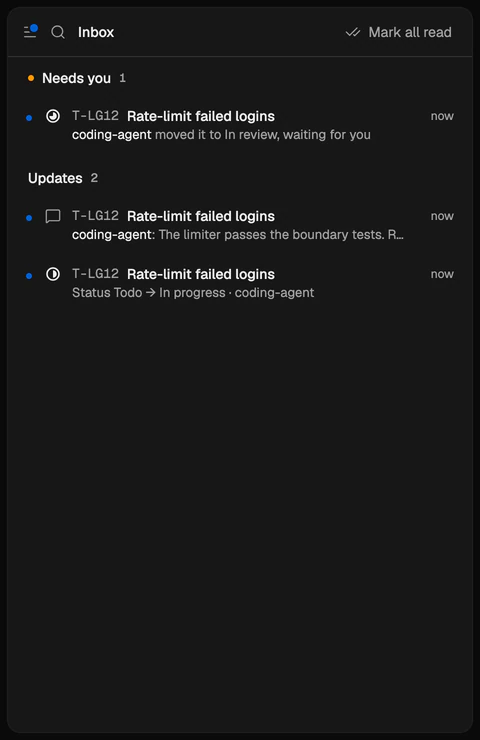 Inbox
Mark all read
Needs you 1
T-LG12 Rate-limit failed logins now
coding-agent moved it to In review, waiting for you
Updates 2
T-LG12 Rate-limit failed logins now
coding-agent: The limiter passes the boundary tests. R...
T-LG12 Rate-limit failed logins now
Status Todo → In progress · coding-agent